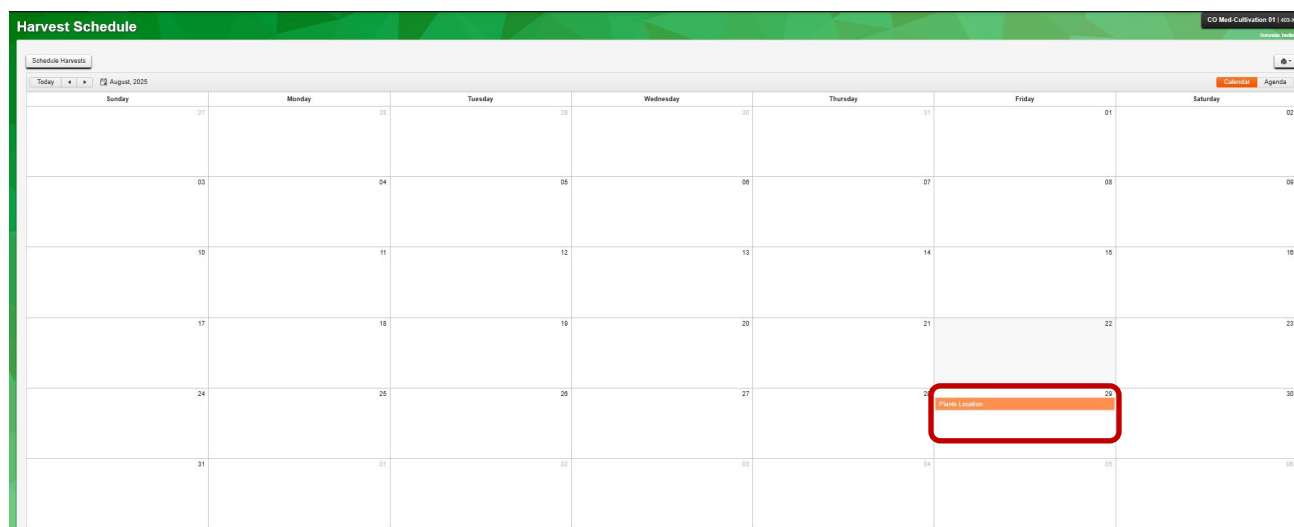 Harvest Schedule
CO Med-Cultivation 01 | 403-X
Schedule Harvests
Today August, 2025 Calendar Agenda
Sunday Monday Tuesday Wednesday Thursday Friday Saturday
27 28 29 30 31 01 02
03 04 05 06 07 08 09
10 11 12 13 14 15 16
17 18 19 20 21 22 23
24 25 26 27 28 29 30
Plants Location
31 01 02 03 04 05 06